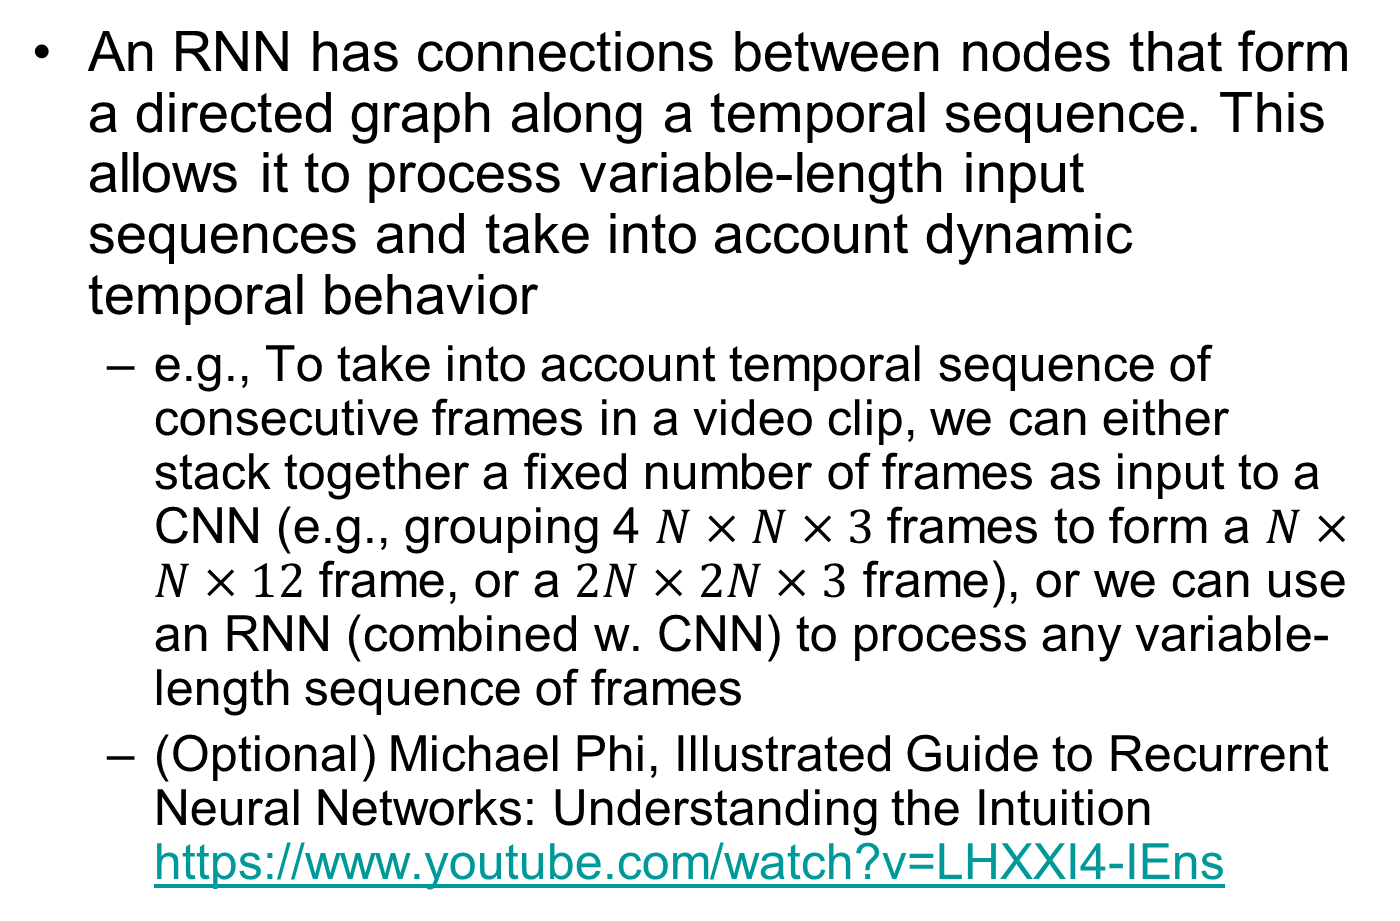 • An RNN has connections between nodes that form
a directed graph along a temporal sequence. This
allows it to process variable-length input
sequences and take into account dynamic
temporal behavior
– e.g., To take into account temporal sequence of
consecutive frames in a video clip, we can either
stack together a fixed number of frames as input to a
CNN (e.g., grouping 4 𝑁 × 𝑁 × 3 frames to form a 𝑁 ×
𝑁 × 12 frame, or a 2𝑁 × 2𝑁 × 3 frame), or we can use
an RNN (combined w. CNN) to process any variable-
length sequence of frames
– (Optional) Michael Phi, Illustrated Guide to Recurrent
Neural Networks: Understanding the Intuition
https://www.youtube.com/watch?v=LHXXI4-IEns